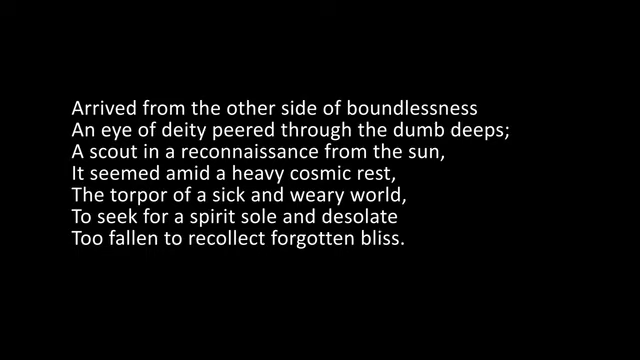 Arrived from the other side of boundlessness
An eye of deity peered through the dumb deeps;
A scout in a reconnaissance from the sun,
It seemed amid a heavy cosmic rest,
The torpor of a sick and weary world,
To seek for a spirit sole and desolate
Too fallen to recollect forgotten bliss.